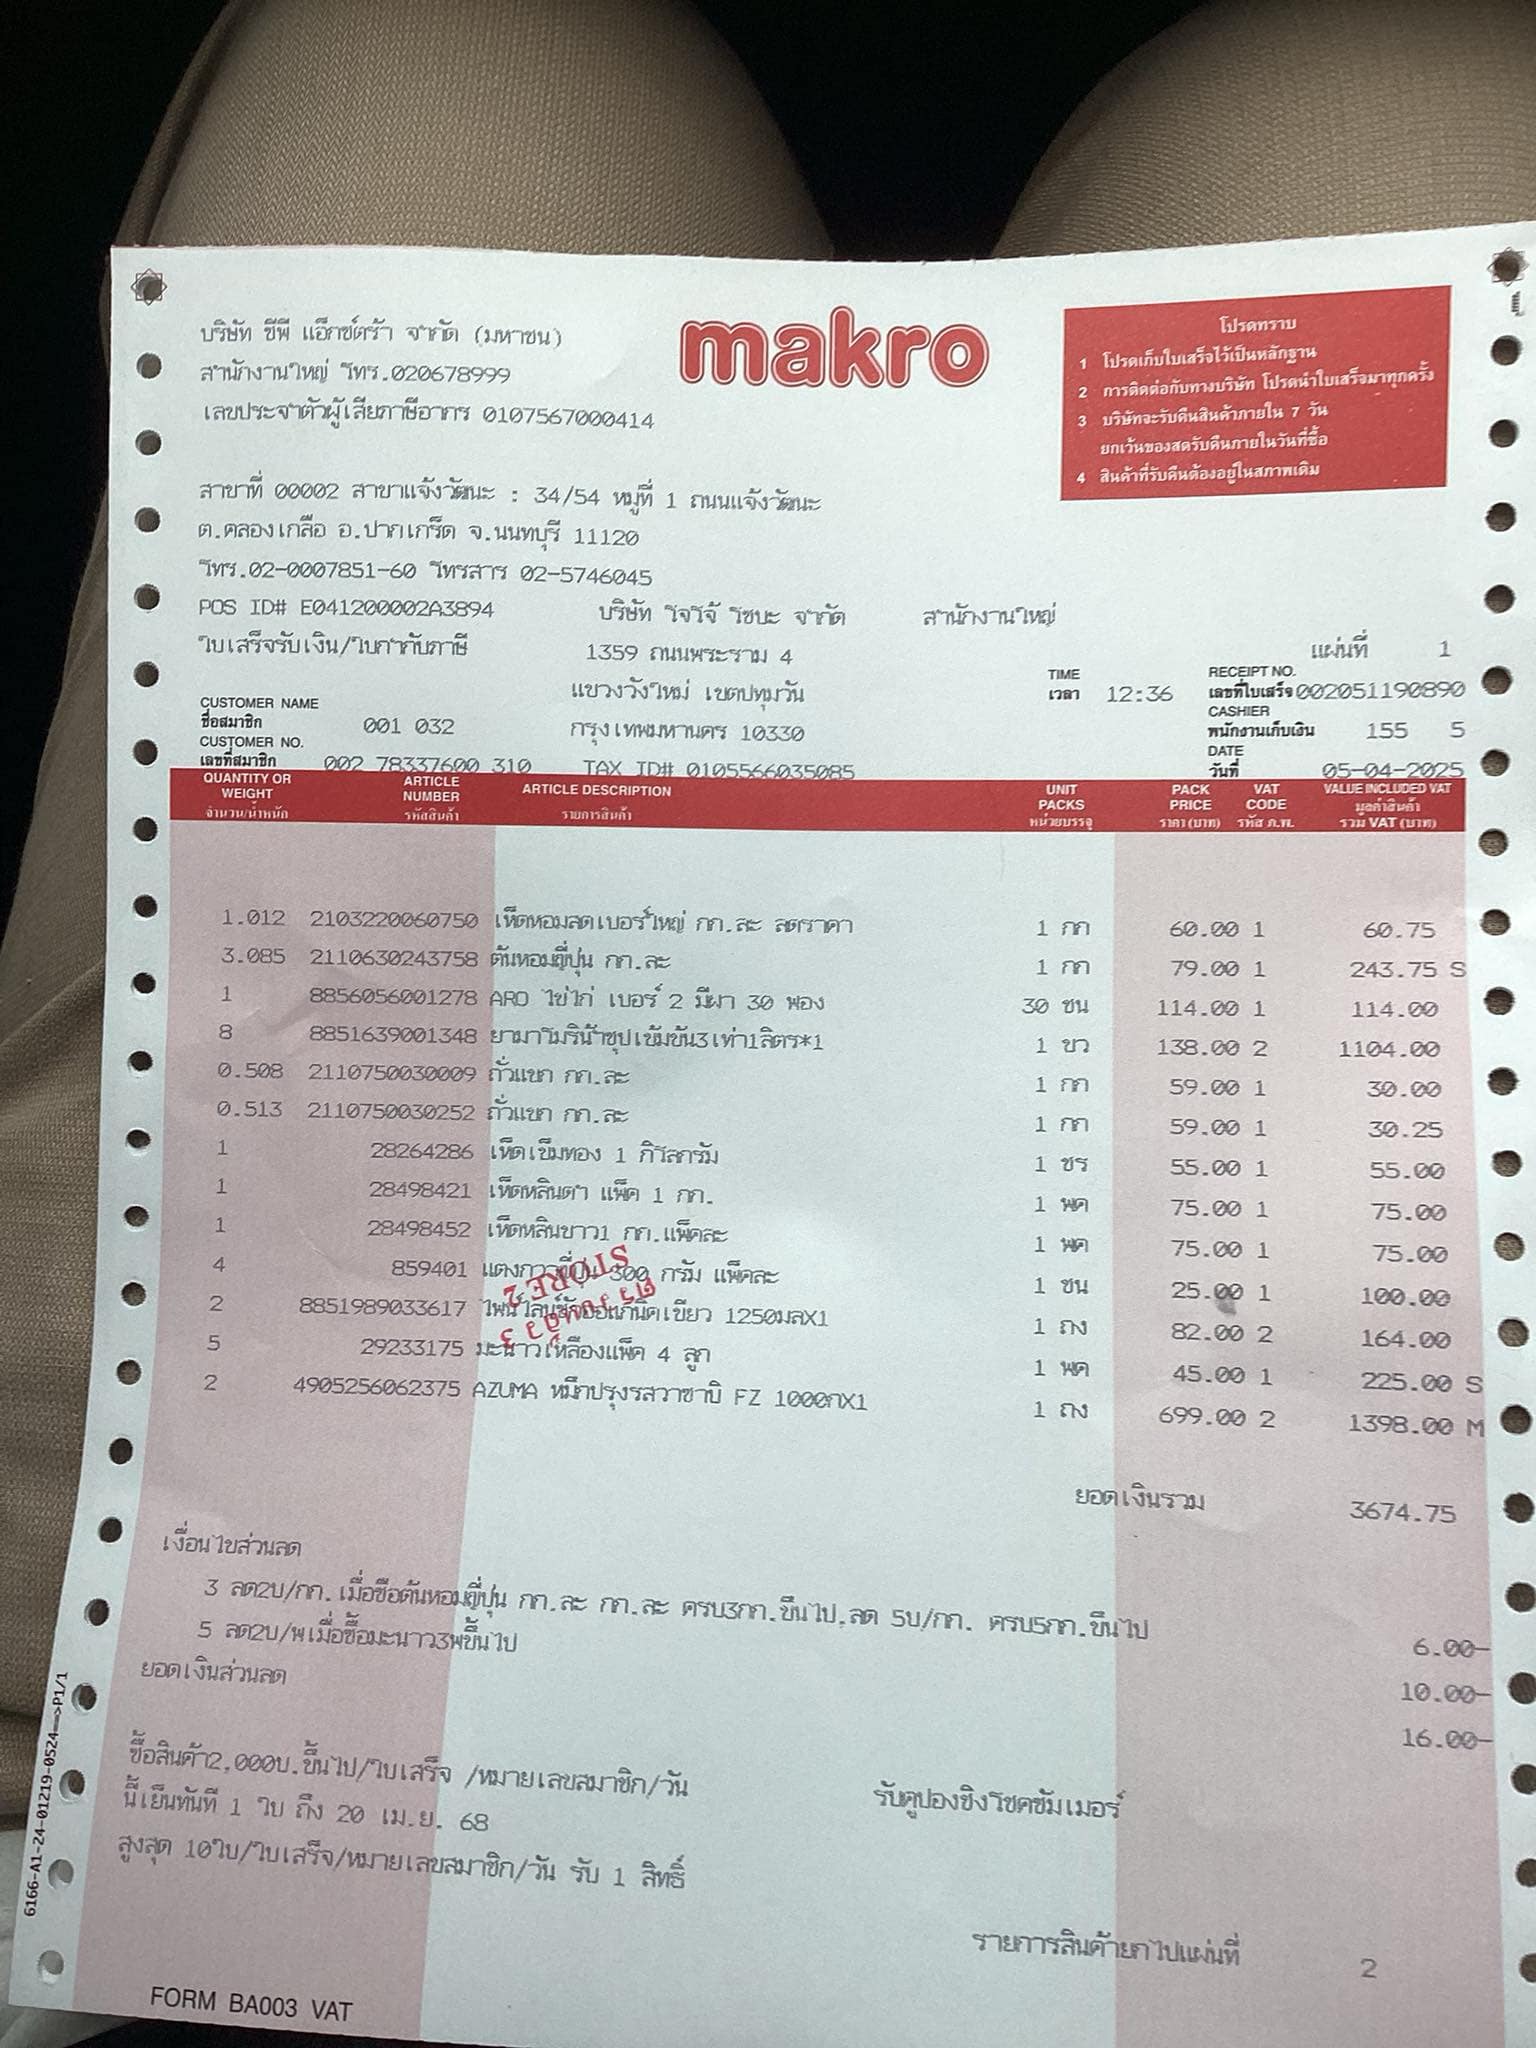 บริษัท ซีพี แอ็กซ์ตร้า จำกัด (มหาชน)
สำนักงานใหญ่ โทร.020678999
เลขประจำตัวผู้เสียภาษีอากร 0107567000414
makro
โปรดทราบ
1 โปรดเก็บใบเสร็จไว้เป็นหลักฐาน
2 การติดต่อกับทางบริษัท โปรดนำใบเสร็จมาทุกครั้ง
3 บริษัทจะรับคืนสินค้าภายใน 7 วัน
ยกเว้นของสดรับคืนภายในวันที่ซื้อ
4 สินค้าที่รับคืนต้องอยู่ในสภาพเดิม
สาขาที่ 00002 สาขาแจ้งวัฒนะ : 34/54 หมู่ที่ 1 ถนนแจ้งวัฒนะ
ต.คลองเกลือ อ.ปากเกร็ด จ.นนทบุรี 11120
โทร.02-0007851-60 โทรสาร 02-5746045
POS ID# E041200002A3894 บริษัท โจโจ้ โซบะ จำกัด สำนักงานใหญ่
ใบเสร็จรับเงิน/ใบกำกับภาษี 1359 ถนนพระราม 4 แผ่นที่ 1
แขวงวังใหม่ เขตปทุมวัน TIME เวลา 12:36 RECEIPT NO. เลขที่ใบเสร็จ 002051190890
CUSTOMER NAME ชื่อสมาชิก 001 032 กรุงเทพมหานคร 10330 CASHIER พนักงานเก็บเงิน 155 5
CUSTOMER NO. เลขที่สมาชิก 002 78337600 310 TAX ID# 0105566035085 DATE วันที่ 05-04-2025
QUANTITY OR WEIGHT ARTICLE NUMBER ARTICLE DESCRIPTION UNIT PACKS PACK PRICE VAT CODE VALUE INCLUDED VAT
จำนวน/น้ำหนัก รหัสสินค้า รายการสินค้า หน่วยบรรจุ ราคา (บาท) รหัส ภ.พ. มูลค่าสินค้า รวม VAT (บาท)
1.012 2103220060750 เห็ดหอมสดเบอร์ใหญ่ กก.ละ ลดราคา 1 กก 60.00 1 60.75
3.085 2110630243758 ต้นหอมญี่ปุ่น กก.ละ 1 กก 79.00 1 243.75 S
1 8856056001278 ARO ไข่ไก่ เบอร์ 2 มีฝา 30 ฟอง 30 ชน 114.00 1 114.00
8 8851639001348 ยามาโมริน้ำซุปเข้มข้น3เท่า1ลิตร*1 1 ขว 138.00 2 1104.00
0.508 2110750030009 ถั่วแขก กก.ละ 1 กก 59.00 1 30.00
0.513 2110750030252 ถั่วแขก กก.ละ 1 กก 59.00 1 30.25
1 28264286 เห็ดเข็มทอง 1 กิโลกรัม 1 ชร 55.00 1 55.00
1 28498421 เห็ดหลินดำ แพ็ค 1 กก. 1 พค 75.00 1 75.00
1 28498452 เห็ดหลินขาว1 กก.แพ็คละ 1 พค 75.00 1 75.00
4 859401 แตงกวาญี่ปุ่น 300 กรัม แพ็คละ 1 ชน 25.00 1 100.00
2 8851989033617 ไฟน์ไลน์ซักออแกนิคเขียว 1250มลX1 1 ถง 82.00 2 164.00
5 29233175 มะนาวเหลืองแพ็ค 4 ลูก 1 พค 45.00 1 225.00 S
2 4905256062375 AZUMA หมึกปรุงรสวาซาบิ FZ 1000กX1 1 ถง 699.00 2 1398.00 M
ตรวจแล้ว 3
STORE 2
ยอดเงินรวม 3674.75
เงื่อนไขส่วนลด
3 ลด2บ/กก.เมื่อซื้อต้นหอมญี่ปุ่น กก.ละ กก.ละ ครบ3กก.ขึ้นไป,ลด 5บ/กก. ครบ5กก.ขึ้นไป 6.00-
5 ลด2บ/พเมื่อซื้อมะนาว3พขึ้นไป 10.00-
ยอดเงินส่วนลด 16.00-
ซื้อสินค้า2,000บ.ขึ้นไป/ใบเสร็จ /หมายเลขสมาชิก/วัน รับคูปองชิงโชคซัมเมอร์
นี้เย็นทันที 1 ใบ ถึง 20 เม.ย. 68
สูงสุด 10ใบ/ใบเสร็จ/หมายเลขสมาชิก/วัน รับ 1 สิทธิ์
รายการสินค้ายกไปแผ่นที่ 2
FORM BA003 VAT
6166-A1-24-01219-0524==>P1/1